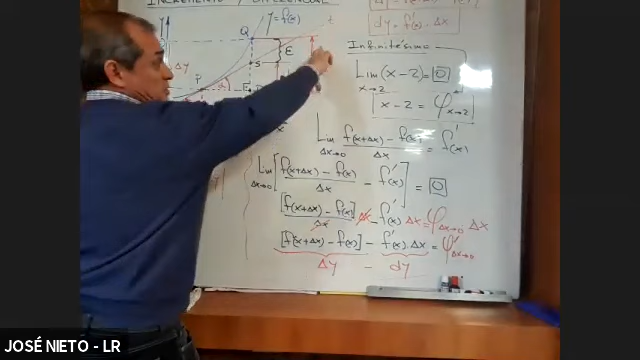 INCREMENTO Y DIFERENCIAL
y = f(x)
t
Q
E
S
Δy
P
dy = f'(x) · Δx
Infinitésimo
Lim (x-2) = 0
x→2
x-2 = φ x→2
Lim f(x+Δx) - f(x) / Δx = f'(x)
Δx→0
Lim [ f(x+Δx) - f(x) / Δx - f'(x) ] = 0
Δx→0
[f(x+Δx) - f(x)] / Δx · Δx - f'(x) · Δx = φ Δx→0 · Δx
[f(x+Δx) - f(x)] - f'(x) · Δx = φ' Δx→0
Δy - dy
JOSÉ NIETO - LR